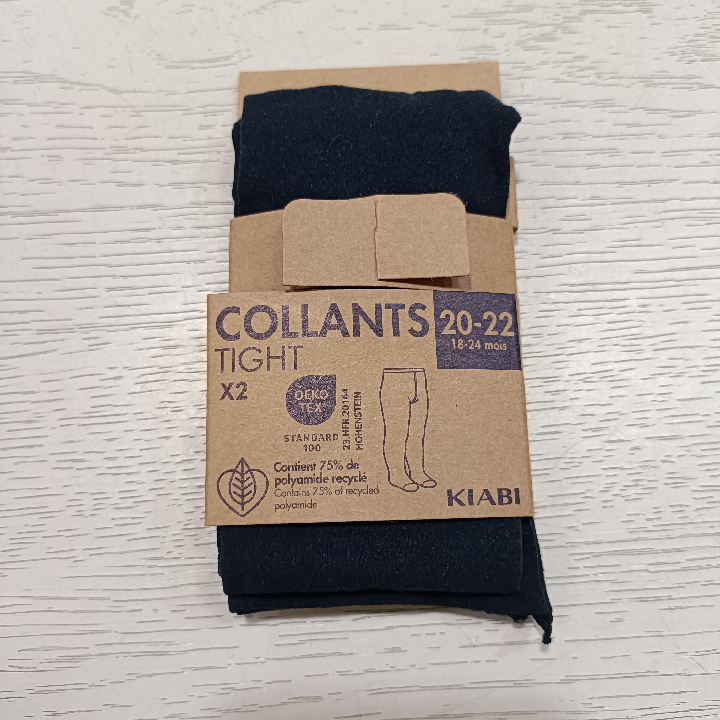 COLLANTS
TIGHT
X2
20-22
18-24 mois
OEKO
TEX
STANDARD
100
23.HFR.20164
HOHENSTEIN
Contient 75% de
polyamide recyclé
Contains 75% of recycled
polyamide
KIABI